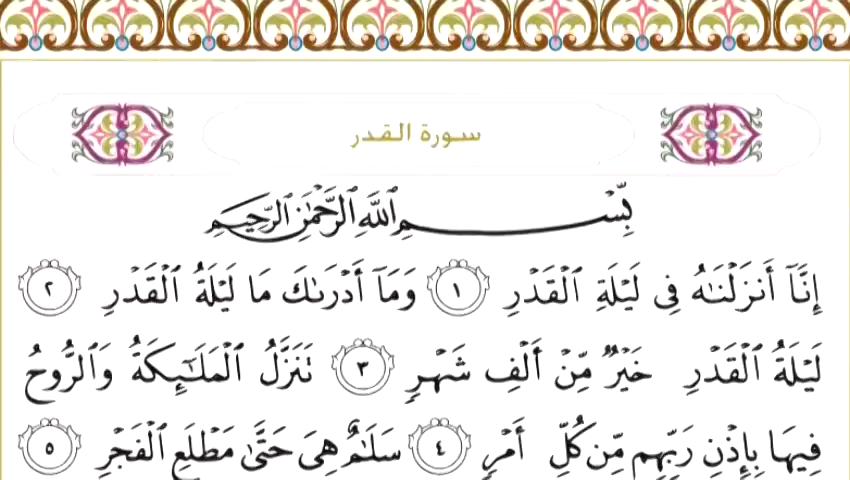 سورة القدر
بِّسْمِ ٱللَّهِ ٱلرَّحْمَٰنِ ٱلرَّحِيمِ
إِنَّآ أَنزَلْنَٰهُ فِى لَيْلَةِ ٱلْقَدْرِ ١ وَمَآ أَدْرَىٰكَ مَا لَيْلَةُ ٱلْقَدْرِ ٢
لَيْلَةُ ٱلْقَدْرِ خَيْرٌ مِّنْ أَلْفِ شَهْرٍ ٣ تَنَزَّلُ ٱلْمَلَٰٓئِكَةُ وَٱلرُّوحُ
فِيهَا بِإِذْنِ رَبِّهِم مِّن كُلِّ أَمْرٍ ٤ سَلَٰمٌ هِىَ حَتَّىٰ مَطْلَعِ ٱلْفَجْرِ ٥